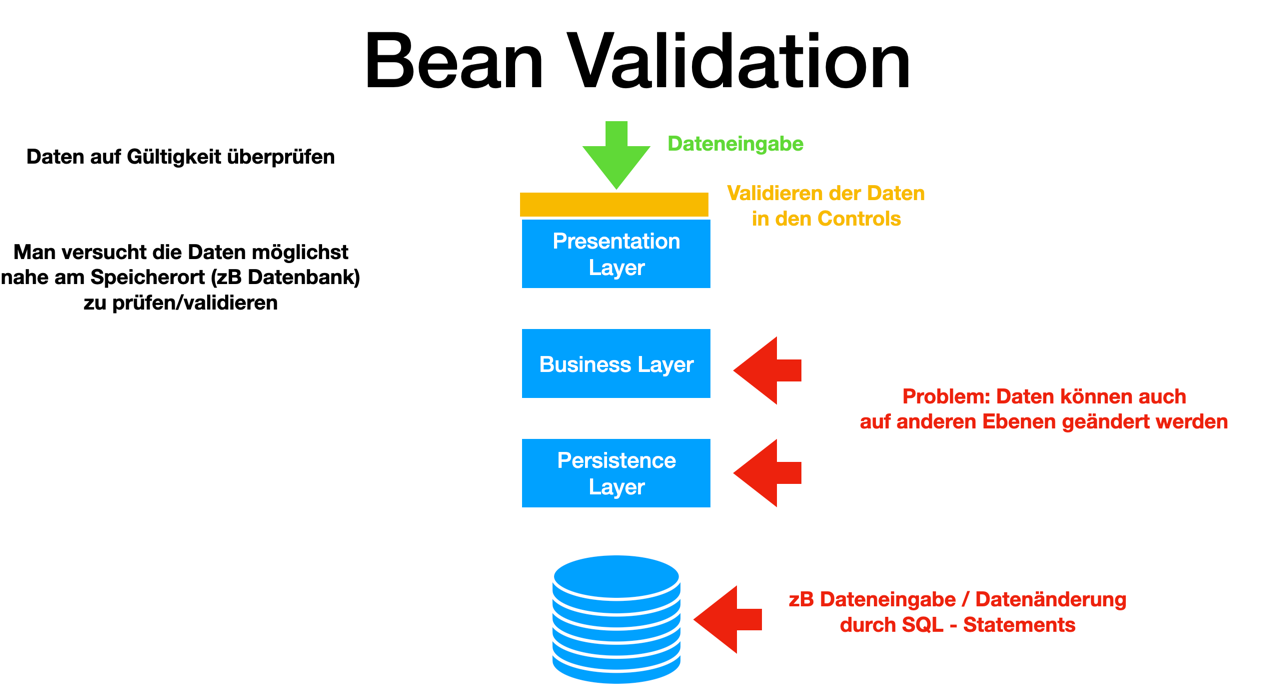 Bean Validation
Daten auf Gültigkeit überprüfen
Dateneingabe
Validieren der Daten
in den Controls
Man versucht die Daten möglichst
nahe am Speicherort (zB Datenbank)
zu prüfen/validieren
Presentation
Layer
Business Layer
Problem: Daten können auch
auf anderen Ebenen geändert werden
Persistence
Layer
zB Dateneingabe / Datenänderung
durch SQL - Statements